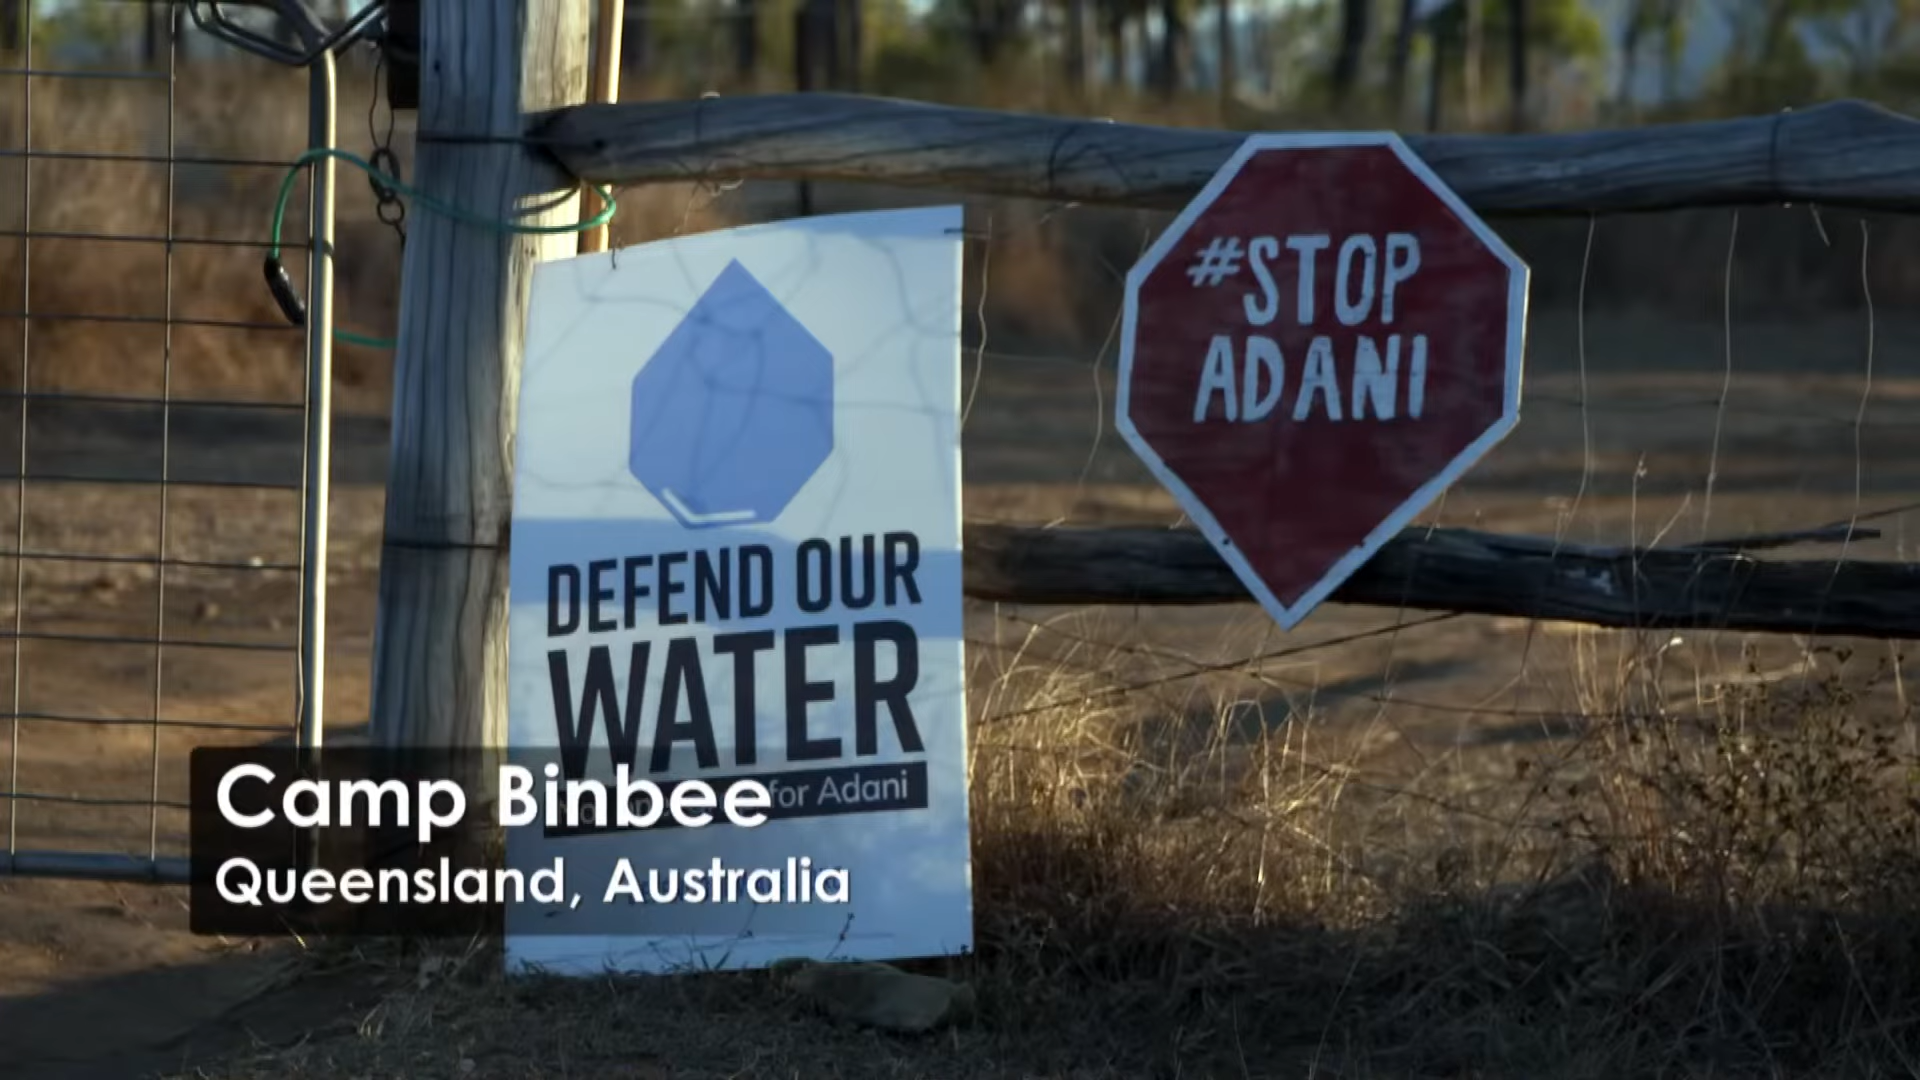 #STOP
ADANI
DEFEND OUR
WATER
for Adani
Camp Binbee
Queensland, Australia